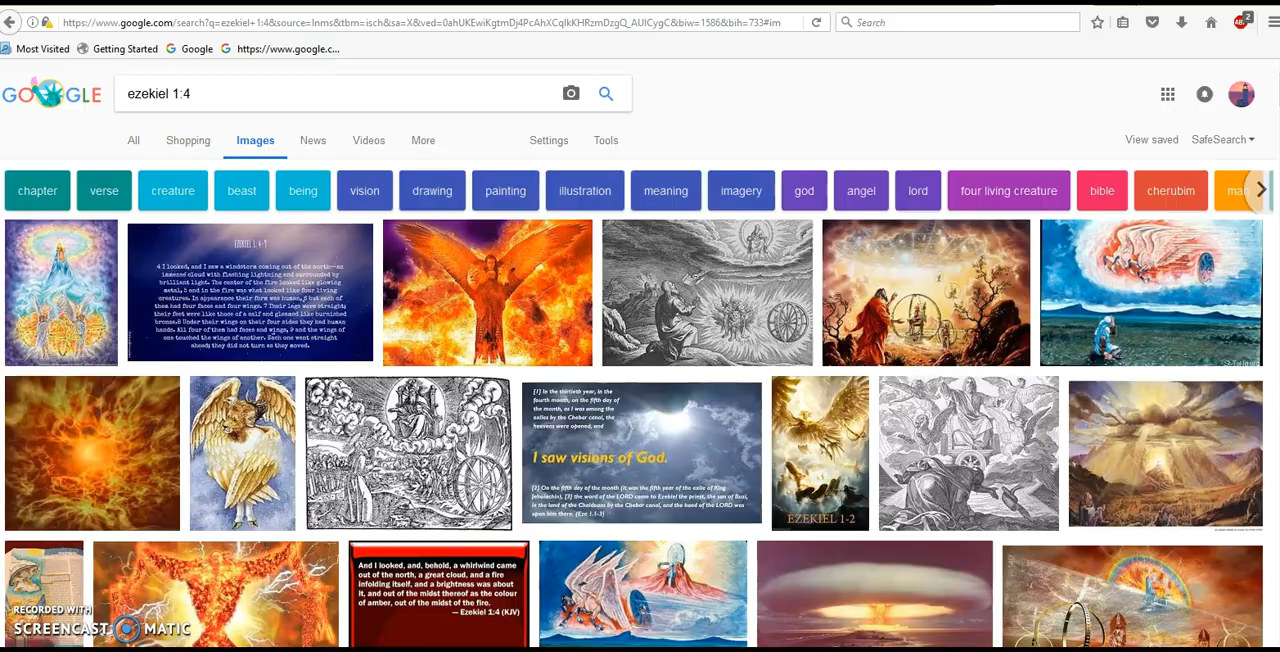 https://www.google.com/search?q=ezekiel+1:4&source=lnms&tbm=isch&sa=X&ved=0ahUKEwiKgtmDj4PcAhXCqlkKHRzmDzgQ_AUICygC&biw=1586&bih=733#im
Search
2
Most Visited
Getting Started
Google
https://www.google.c...
GOOGLE
ezekiel 1:4
All
Shopping
Images
News
Videos
More
Settings
Tools
View saved
SafeSearch
chapter
verse
creature
beast
being
vision
drawing
painting
illustration
meaning
imagery
god
angel
lord
four living creature
bible
cherubim
EZEKIEL 1:4-9
4 I looked, and I saw a windstorm coming out of the north—an
immense cloud with flashing lightning and surrounded by
brilliant light. The center of the fire looked like glowing
metal, 5 and in the fire was what looked like four living
creatures. In appearance their form was human, 6 but each of
them had four faces and four wings. 7 Their legs were straight;
their feet were like those of a calf and gleamed like burnished
bronze. 8 Under their wings on their four sides they had human
hands. All four of them had faces and wings, 9 and the wings of
one touched the wings of another. Each one went straight
ahead; they did not turn as they moved.
[1] In the thirtieth year, in the
fourth month, on the fifth day of
the month, as I was among the
exiles by the Chebar canal, the
heavens were opened, and
I saw visions of God.
[2] On the fifth day of the month (it was the fifth year of the exile of King
Jehoiachin), [3] the word of the LORD came to Ezekiel the priest, the son of Buzi,
in the land of the Chaldeans by the Chebar canal, and the hand of the LORD was
upon him there. (Eze 1.1-3)
EZEKIEL 1-2
And I looked, and, behold, a whirlwind
came out of the north, a great cloud, and a fire
infolding itself, and a brightness was about
it, and out of the midst thereof as the colour
of amber, out of the midst of the fire.
— Ezekiel 1:4 (KJV)
RECORDED WITH
SCREENCAST MATIC